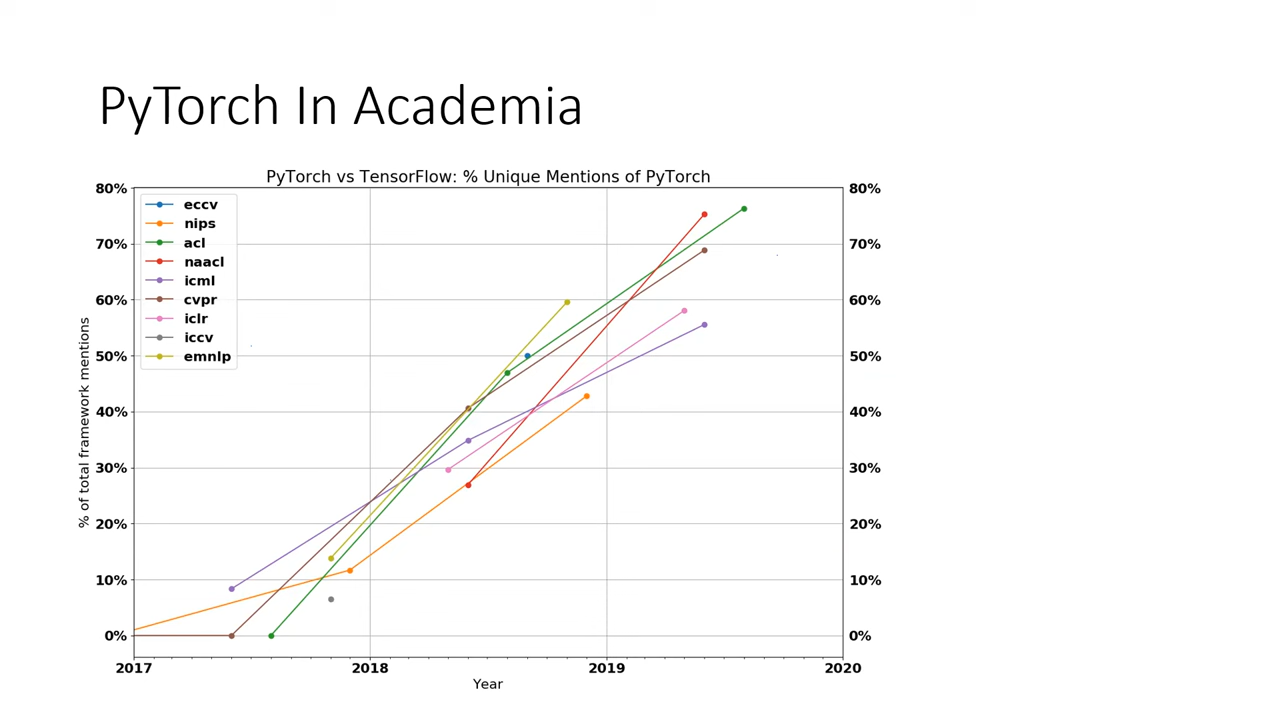 PyTorch In Academia
PyTorch vs TensorFlow: % Unique Mentions of PyTorch
80%
70%
60%
50%
40%
30%
20%
10%
0%
% of total framework mentions
eccv
nips
acl
naacl
icml
cvpr
iclr
iccv
emnlp
80%
70%
60%
50%
40%
30%
20%
10%
0%
2017 2018 2019 2020
Year